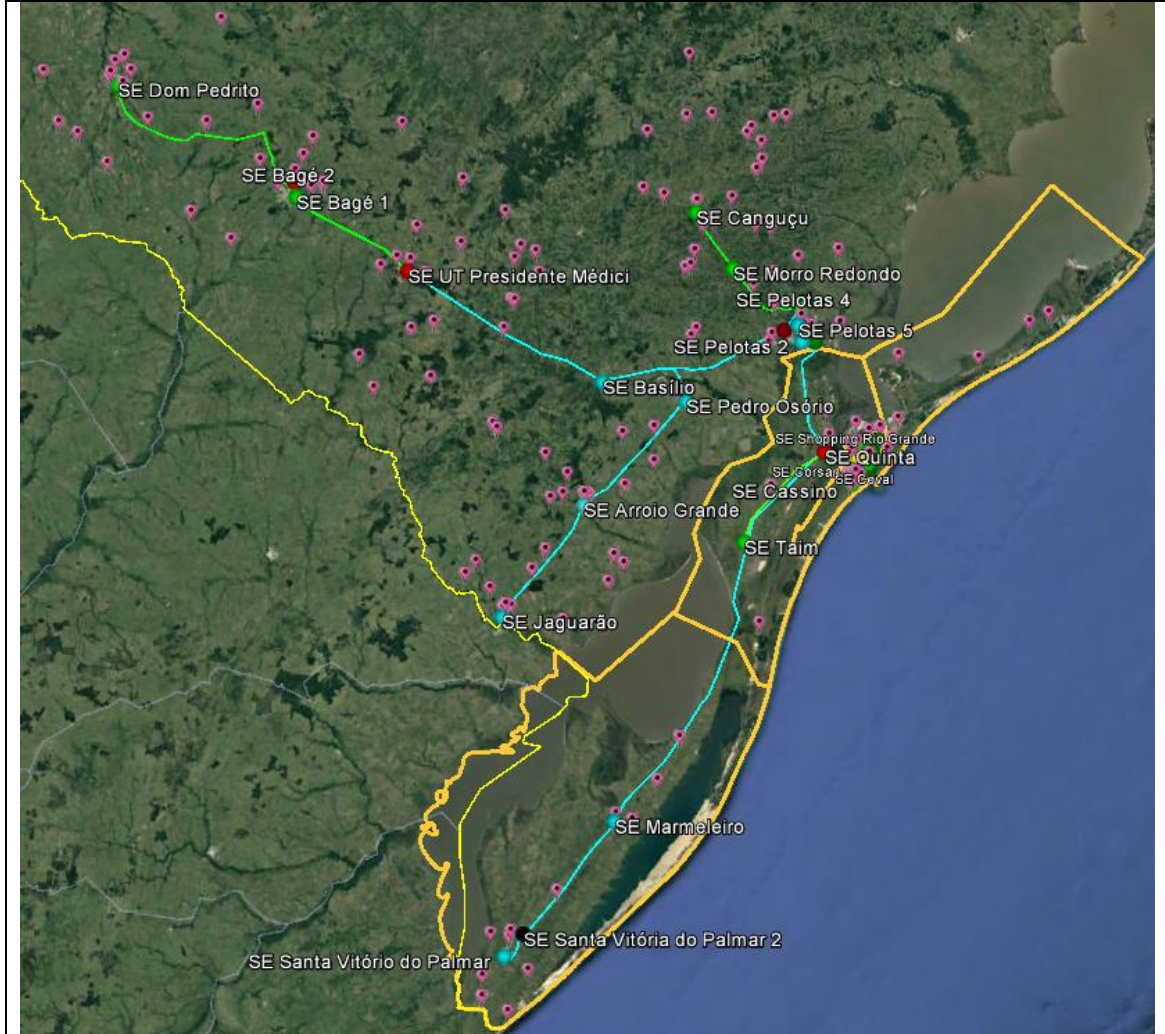 SE Dom Pedrito
SE Bagé 2
SE Bagé 1
SE Canguçu
SE UT Presidente Médici
SE Morro Redondo
SE Pelotas 4
SE Pelotas 5
SE Pelotas 2
SE Basílio
SE Pedro Osório
SE Shopping Rio Grande
SE Quinta
SE Corsan
SE Ceval
SE Cassino
SE Arroio Grande
SE Taim
SE Jaguarão
SE Marmeleiro
SE Santa Vitória do Palmar 2
SE Santa Vitório do Palmar